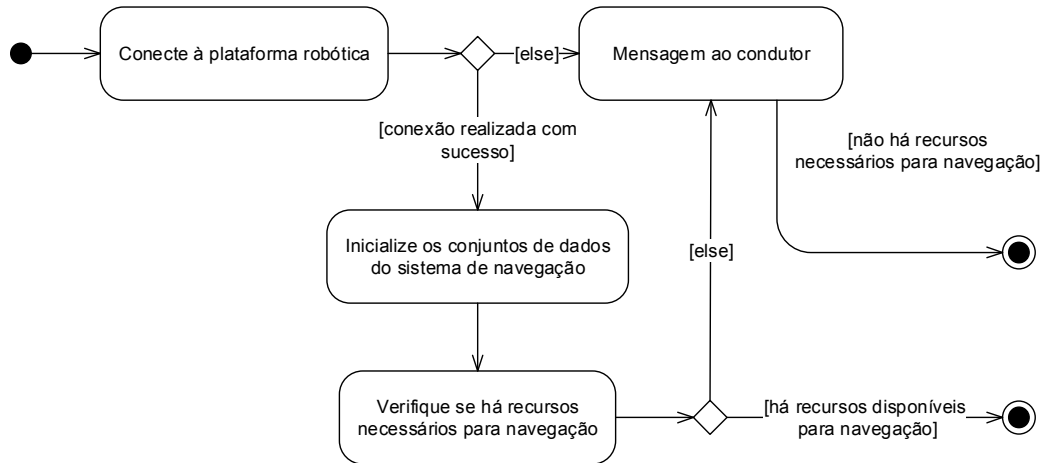 Conecte à plataforma robótica
[else]
Mensagem ao condutor
[conexão realizada com
sucesso]
[não há recursos
necessários para navegação]
Inicialize os conjuntos de dados
do sistema de navegação
[else]
Verifique se há recursos
necessários para navegação
[há recursos disponíveis
para navegação]